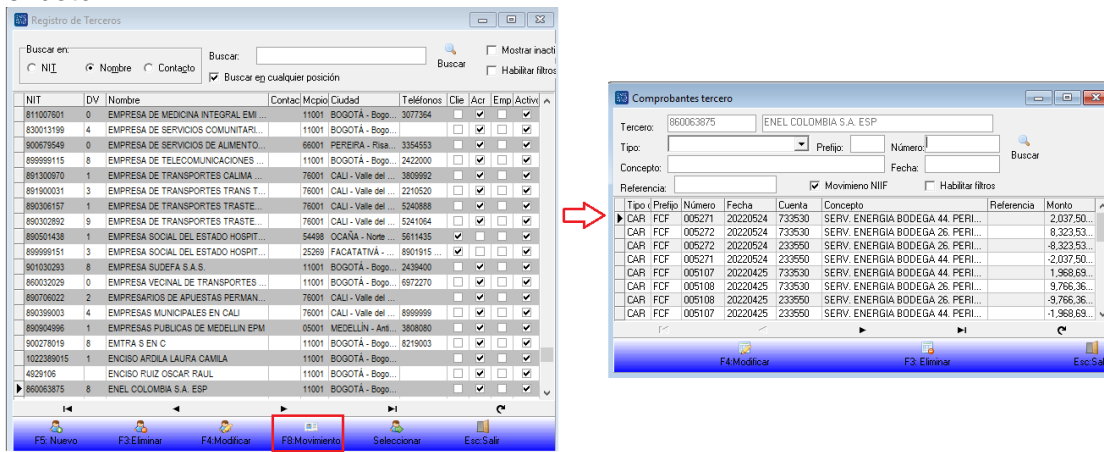 Registro de Terceros
Buscar en:
NIT
Nombre
Contacto
Buscar:
Buscar en cualquier posición
Buscar
Mostrar inacti
Habilitar filtros
NIT DV Nombre Contac Mcpio Ciudad Teléfonos Clie Acr Emp Activo
811007601 0 EMPRESA DE MEDICINA INTEGRAL EMI ... 11001 BOGOTÁ - Bogo... 3077364
830013199 4 EMPRESA DE SERVICIOS COMUNITARI... 11001 BOGOTÁ - Bogo...
900679549 0 EMPRESA DE SERVICIOS DE ALIMENTO... 66001 PEREIRA - Risa... 3354553
899999115 8 EMPRESA DE TELECOMUNICACIONES ... 11001 BOGOTÁ - Bogo... 2422000
891300970 1 EMPRESA DE TRANSPORTES CALIMA ... 76001 CALI - Valle del ... 3809992
891900031 3 EMPRESA DE TRANSPORTES TRANS T... 76001 CALI - Valle del ... 2210520
890306157 1 EMPRESA DE TRANSPORTES TRASTE... 76001 CALI - Valle del ... 5240888
890302892 9 EMPRESA DE TRANSPORTES TRASTE... 76001 CALI - Valle del ... 5241064
890501438 1 EMPRESA SOCIAL DEL ESTADO HOSPIT... 54498 OCAÑA - Norte ... 5611435
899999151 3 EMPRESA SOCIAL DEL ESTADO HOSPIT... 25269 FACATATIVÁ - ... 8901915 ...
901030293 8 EMPRESA SUDEFA S.A.S. 11001 BOGOTÁ - Bogo... 2439400
860032029 0 EMPRESA VECINAL DE TRANSPORTES ... 11001 BOGOTÁ - Bogo... 6972270
890706022 2 EMPRESARIOS DE APUESTAS PERMAN... 76001 CALI - Valle del ...
890399003 4 EMPRESAS MUNICIPALES EN CALI 76001 CALI - Valle del ... 8999999
890904996 1 EMPRESAS PUBLICAS DE MEDELLIN EPM 05001 MEDELLÍN - Anti... 3808080
900278019 8 EMTRA S EN C 11001 BOGOTÁ - Bogo... 8219003
1022389015 1 ENCISO ARDILA LAURA CAMILA 11001 BOGOTÁ - Bogo...
4929106 ENCISO RUIZ OSCAR RAUL 11001 BOGOTÁ - Bogo...
860063875 8 ENEL COLOMBIA S.A. ESP 11001 BOGOTÁ - Bogo...
F5: Nuevo F3:Eliminar F4:Modificar F8:Movimiento Seleccionar Esc:Salir
Comprobantes tercero
Tercero: 860063875 ENEL COLOMBIA S.A. ESP
Tipo: Prefijo: Número: Buscar
Concepto: Fecha:
Referencia: Movimieno NIIF Habilitar filtros
Tipo Prefijo Número Fecha Cuenta Concepto Referencia Monto
CAR FCF 005271 20220524 733530 SERV. ENERGIA BODEGA 44. PERI... 2,037,50...
CAR FCF 005272 20220524 733530 SERV. ENERGIA BODEGA 26. PERI... 8,323,53...
CAR FCF 005272 20220524 233550 SERV. ENERGIA BODEGA 26. PERI... -8,323,53...
CAR FCF 005271 20220524 233550 SERV. ENERGIA BODEGA 44. PERI... -2,037,50...
CAR FCF 005107 20220425 733530 SERV. ENERGIA BODEGA 44. PERI... 1,968,69...
CAR FCF 005108 20220425 733530 SERV. ENERGIA BODEGA 26. PERI... 9,766,36...
CAR FCF 005108 20220425 233550 SERV. ENERGIA BODEGA 26. PERI... -9,766,36...
CAR FCF 005107 20220425 233550 SERV. ENERGIA BODEGA 44. PERI... -1,968,69...
F4:Modificar F3: Eliminar Esc:Sal